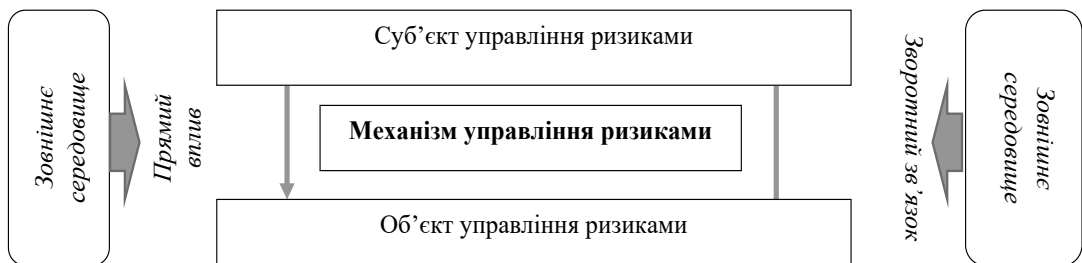 Зовнішнє
середовище
Прямий
вплив
Суб’єкт управління ризиками
Механізм управління ризиками
Об’єкт управління ризиками
Зворотний зв’язок
Зовнішнє
середовище